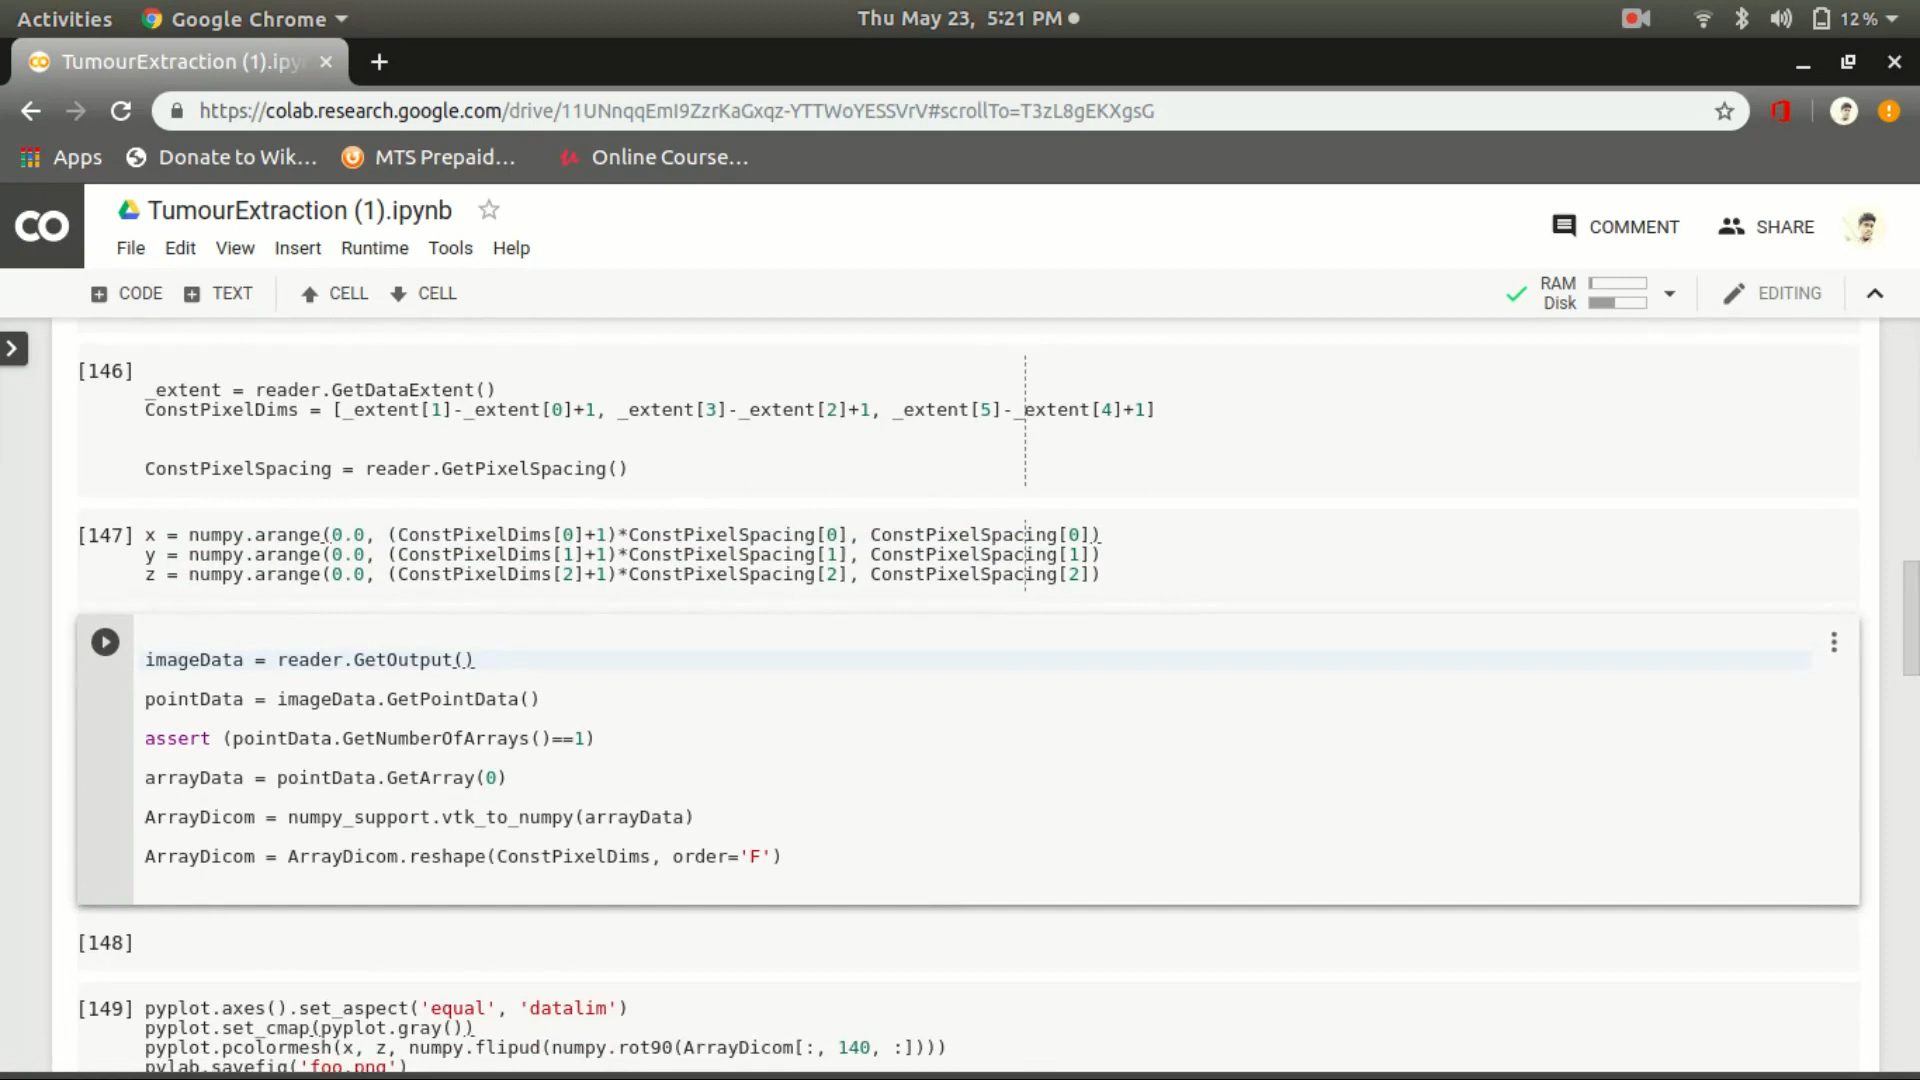 Activities
Google Chrome
Thu May 23, 5:21 PM
12 %
TumourExtraction (1).ipy
https://colab.research.google.com/drive/11UNnqqEmI9ZzrKaGxqz-YTTWoYESSVrV#scrollTo=T3zL8gEKXgsG
Apps
Donate to Wik...
MTS Prepaid...
Online Course...
CO
TumourExtraction (1).ipynb
File Edit View Insert Runtime Tools Help
COMMENT
SHARE
CODE
TEXT
CELL
CELL
RAM
Disk
EDITING
[146]
_extent = reader.GetDataExtent()
ConstPixelDims = [_extent[1]-_extent[0]+1, _extent[3]-_extent[2]+1, _extent[5]-_extent[4]+1]
ConstPixelSpacing = reader.GetPixelSpacing()
[147] x = numpy.arange(0.0, (ConstPixelDims[0]+1)*ConstPixelSpacing[0], ConstPixelSpacing[0])
y = numpy.arange(0.0, (ConstPixelDims[1]+1)*ConstPixelSpacing[1], ConstPixelSpacing[1])
z = numpy.arange(0.0, (ConstPixelDims[2]+1)*ConstPixelSpacing[2], ConstPixelSpacing[2])
imageData = reader.GetOutput()
pointData = imageData.GetPointData()
assert (pointData.GetNumberOfArrays()==1)
arrayData = pointData.GetArray(0)
ArrayDicom = numpy_support.vtk_to_numpy(arrayData)
ArrayDicom = ArrayDicom.reshape(ConstPixelDims, order='F')
[148]
[149] pyplot.axes().set_aspect('equal', 'datalim')
pyplot.set_cmap(pyplot.gray())
pyplot.pcolormesh(x, z, numpy.flipud(numpy.rot90(ArrayDicom[:, 140, :])))
pylab.savefig('foo.png')